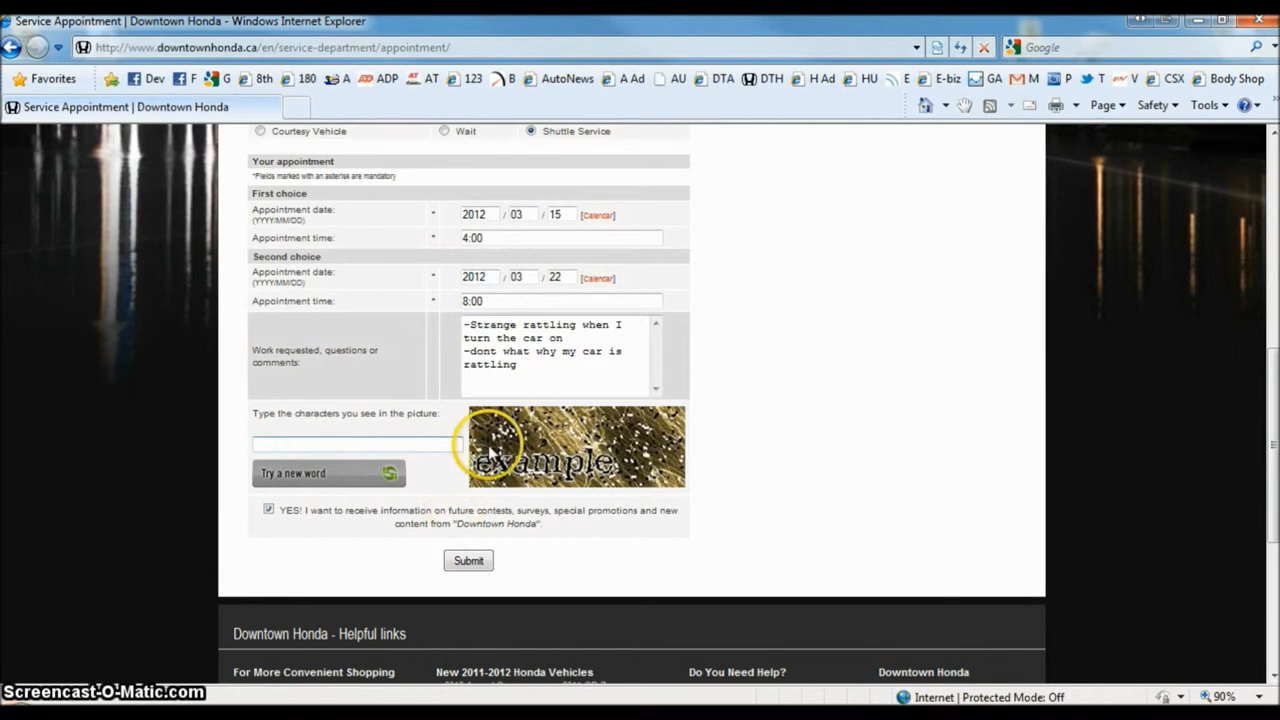 Service Appointment | Downtown Honda - Windows Internet Explorer
http://www.downtownhonda.ca/en/service-department/appointment/
Google
Favorites Dev F G 8th 180 A ADP AT 123 B AutoNews A Ad AU DTA DTH H Ad HU E E-biz GA M P T V CSX Body Shop
Service Appointment | Downtown Honda
Page Safety Tools
Courtesy Vehicle Wait Shuttle Service
Your appointment
*Fields marked with an asterisk are mandatory
First choice
Appointment date: * 2012 / 03 / 15 [Calendar]
(YYYY/MM/DD)
Appointment time: * 4:00
Second choice
Appointment date: * 2012 / 03 / 22 [Calendar]
(YYYY/MM/DD)
Appointment time: * 8:00
Work requested, questions or
comments:
-Strange rattling when I
turn the car on
-dont what why my car is
rattling
Type the characters you see in the picture:
example
Try a new word
YES! I want to receive information on future contests, surveys, special promotions and new
content from "Downtown Honda".
Submit
Downtown Honda - Helpful links
For More Convenient Shopping New 2011-2012 Honda Vehicles Do You Need Help? Downtown Honda
Screencast-O-Matic.com
Internet | Protected Mode: Off
90%